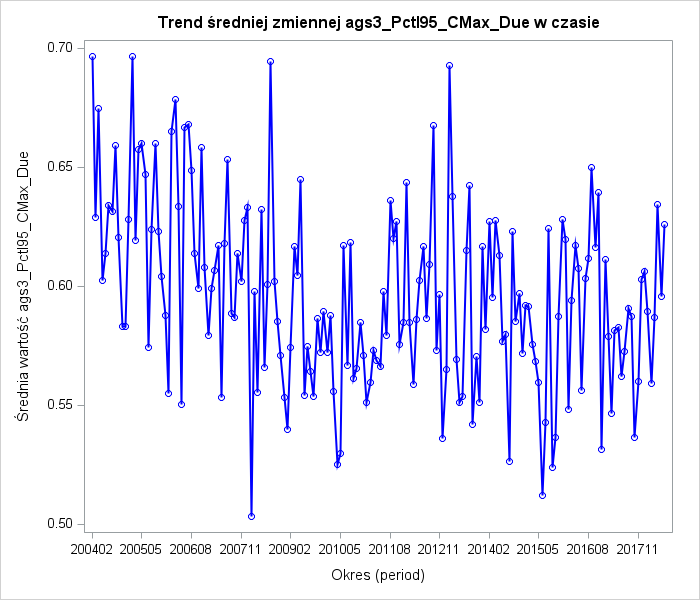 Trend średniej zmiennej ags3_Pctl95_CMax_Due w czasie
0.70
0.65
0.60
0.55
0.50
Średnia wartość ags3_Pctl95_CMax_Due
200402 200505 200608 200711 200902 201005 201108 201211 201402 201505 201608 201711
Okres (period)